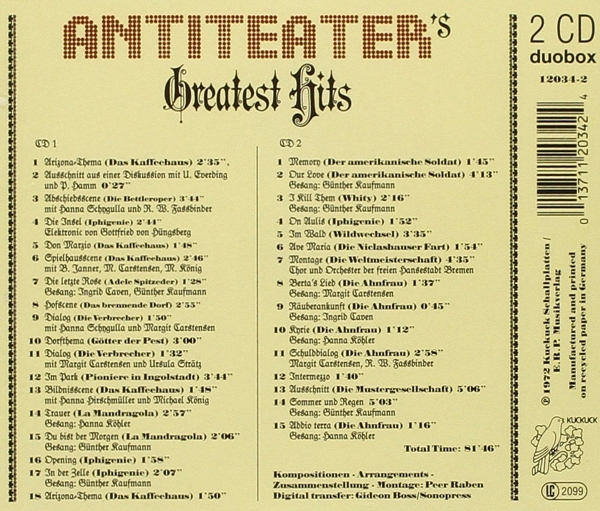 ANTITEATER's
Greatest Hits
2 CD
duobox
12034-2
CD 1
1 Arizona-Thema (Das Kaffeehaus) 2'35",
2 Ausschnitt aus einer Diskussion mit U. Everding
und P. Hamm 0'27"
3 Abschiedsscene (Die Bettleroper) 3'44"
mit Hanna Schygulla und R. W. Fassbinder
4 Die Insel (Iphigenie) 2'44"
Elektronic von Gottfried von Hüngsberg
5 Don Marzio (Das Kaffeehaus) 1'48"
6 Spielhausscene (Das Kaffeehaus) 2'46"
mit B. Janner, M. Carstensen, M. König
7 Die letzte Rose (Adele Spitzeder) 1'28"
Gesang: Ingrid Caven, Günther Kaufmann
8 Hofscene (Das brennende Dorf) 2'55"
9 Dialog (Die Verbrecher) 1'50"
mit Hanna Schygulla und Margit Carstensen
10 Dorfthema (Götter der Pest) 3'00"
11 Dialog (Die Verbrecher) 1'32"
mit Margit Carstensen und Ursula Strätz
12 Im Park (Pioniere in Ingolstadt) 3'44"
13 Bildnisscene (Das Kaffeehaus) 1'48"
mit Hanna Hirschmüller und Michael König
14 Trauer (La Mandragola) 2'57"
Gesang: Hanna Köhler
15 Du bist der Morgen (La Mandragola) 2'06"
Gesang: Günther Kaufmann
16 Opening (Iphigenie) 1'58"
17 In der Zelle (Iphigenie) 2'07"
Gesang: Günther Kaufmann
18 Arizona-Thema (Das Kaffeehaus) 1'50"
CD 2
1 Memory (Der amerikanische Soldat) 1'45"
2 Our Love (Der amerikanische Soldat) 4'13"
Gesang: Günther Kaufmann
3 I Kill Them (Whity) 2'16"
Gesang: Günther Kaufmann
4 On Aulis (Iphigenie) 1'52"
5 Im Wald (Wildwechsel) 3'35"
6 Ave Maria (Die Niclashauser Fart) 1'54"
7 Montage (Die Weltmeisterschaft) 4'35"
Chor und Orchester der freien Hansestadt Bremen
8 Berta's Lied (Die Ahnfrau) 1'37"
Gesang: Margit Carstensen
9 Räuberankunft (Die Ahnfrau) 0'45"
Gesang: Ingrid Caven
10 Kyrie (Die Ahnfrau) 1'12"
Gesang: Hanna Köhler
11 Schulddialog (Die Ahnfrau) 2'58"
Margit Carstensen, R. W. Fassbinder
12 Intermezzo 1'40"
13 Ausschnitt (Die Mustergesellschaft) 5'06"
14 Sommer und Regen 5'03"
Gesang: Günther Kaufmann
15 Addio terra (Die Ahnfrau) 1'16"
Gesang: Hanna Köhler
Total Time: 81'46"
Kompositionen - Arrangements -
Zusammenstellung - Montage: Peer Raben
Digital transfer: Gideon Boss/Sonopress
0 13711 20342 4
℗ 1972 Kuckuck Schallplatten /
E.R.P. Musikverlag
Manufactured and printed
on recycled paper in Germany
KUCKUCK
LC 2099